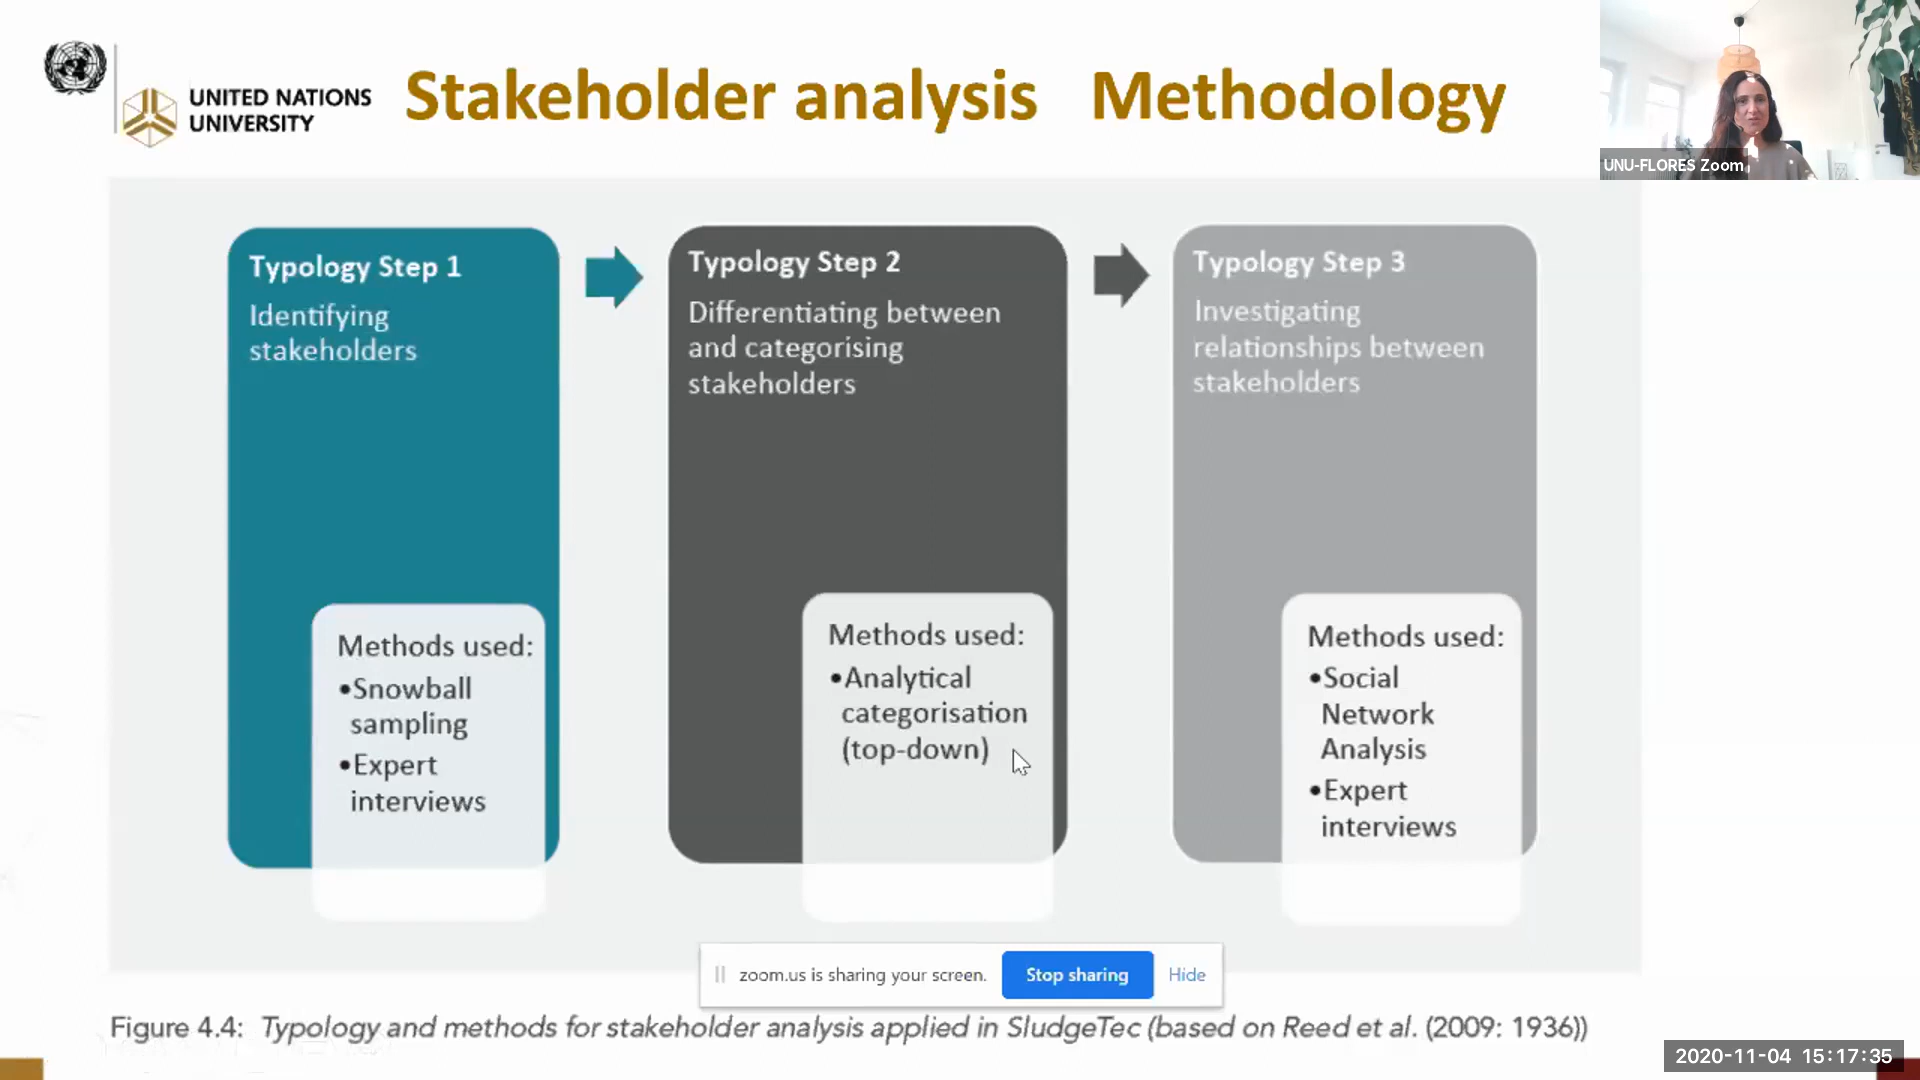 UNITED NATIONS
UNIVERSITY
Stakeholder analysis Methodology
UNU-FLORES Zoom
Typology Step 1
Identifying
stakeholders
Methods used:
•Snowball
sampling
•Expert
interviews
Typology Step 2
Differentiating between
and categorising
stakeholders
Methods used:
•Analytical
categorisation
(top-down)
Typology Step 3
Investigating
relationships between
stakeholders
Methods used:
•Social
Network
Analysis
•Expert
interviews
zoom.us is sharing your screen. Stop sharing Hide
Figure 4.4: Typology and methods for stakeholder analysis applied in SludgeTec (based on Reed et al. (2009: 1936))
2020-11-04 15:17:35